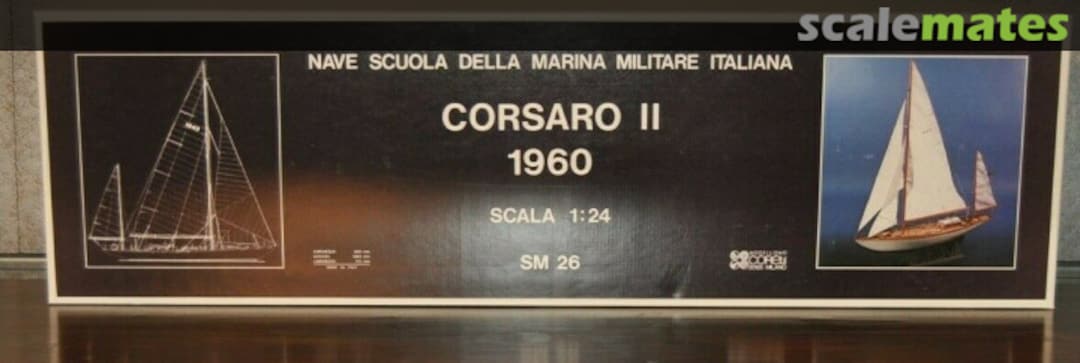 scalemates
NAVE SCUOLA DELLA MARINA MILITARE ITALIANA
CORSARO II
1960
SCALA 1:24
SM 26
COREL